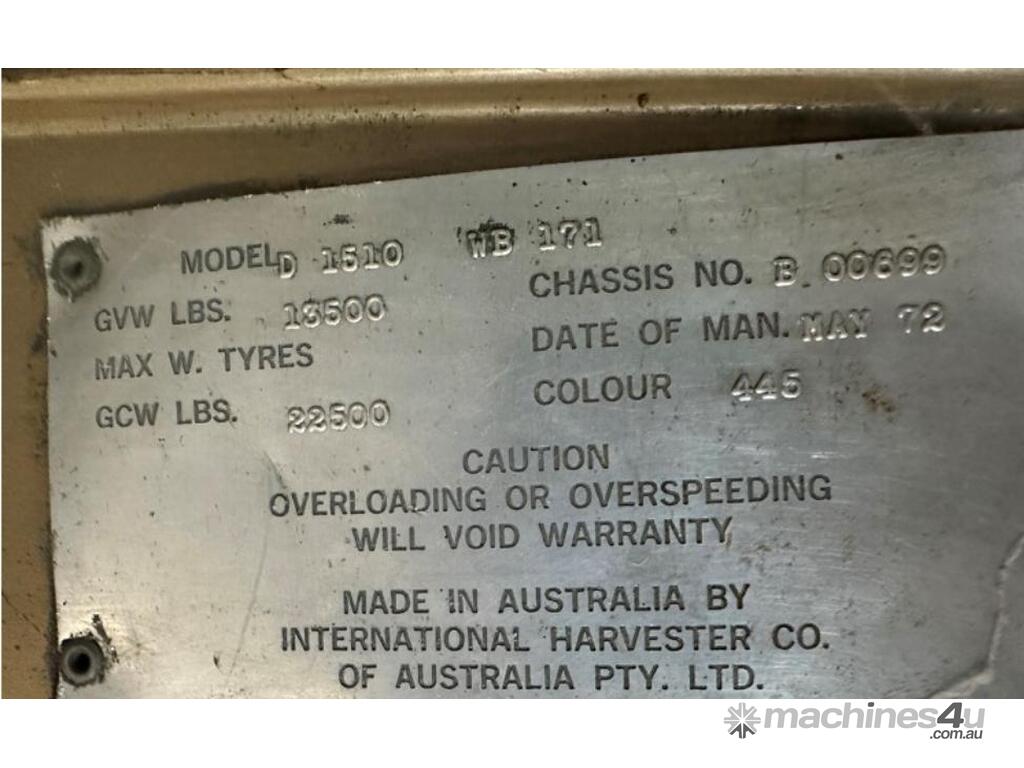 MODEL D 1510 WB 171
GVW LBS. 13500 CHASSIS NO. B 00699
MAX W. TYRES DATE OF MAN. MAY 72
GCW LBS. 22500 COLOUR 445
CAUTION
OVERLOADING OR OVERSPEEDING
WILL VOID WARRANTY
MADE IN AUSTRALIA BY
INTERNATIONAL HARVESTER CO.
OF AUSTRALIA PTY. LTD.
machines4u
.com.au